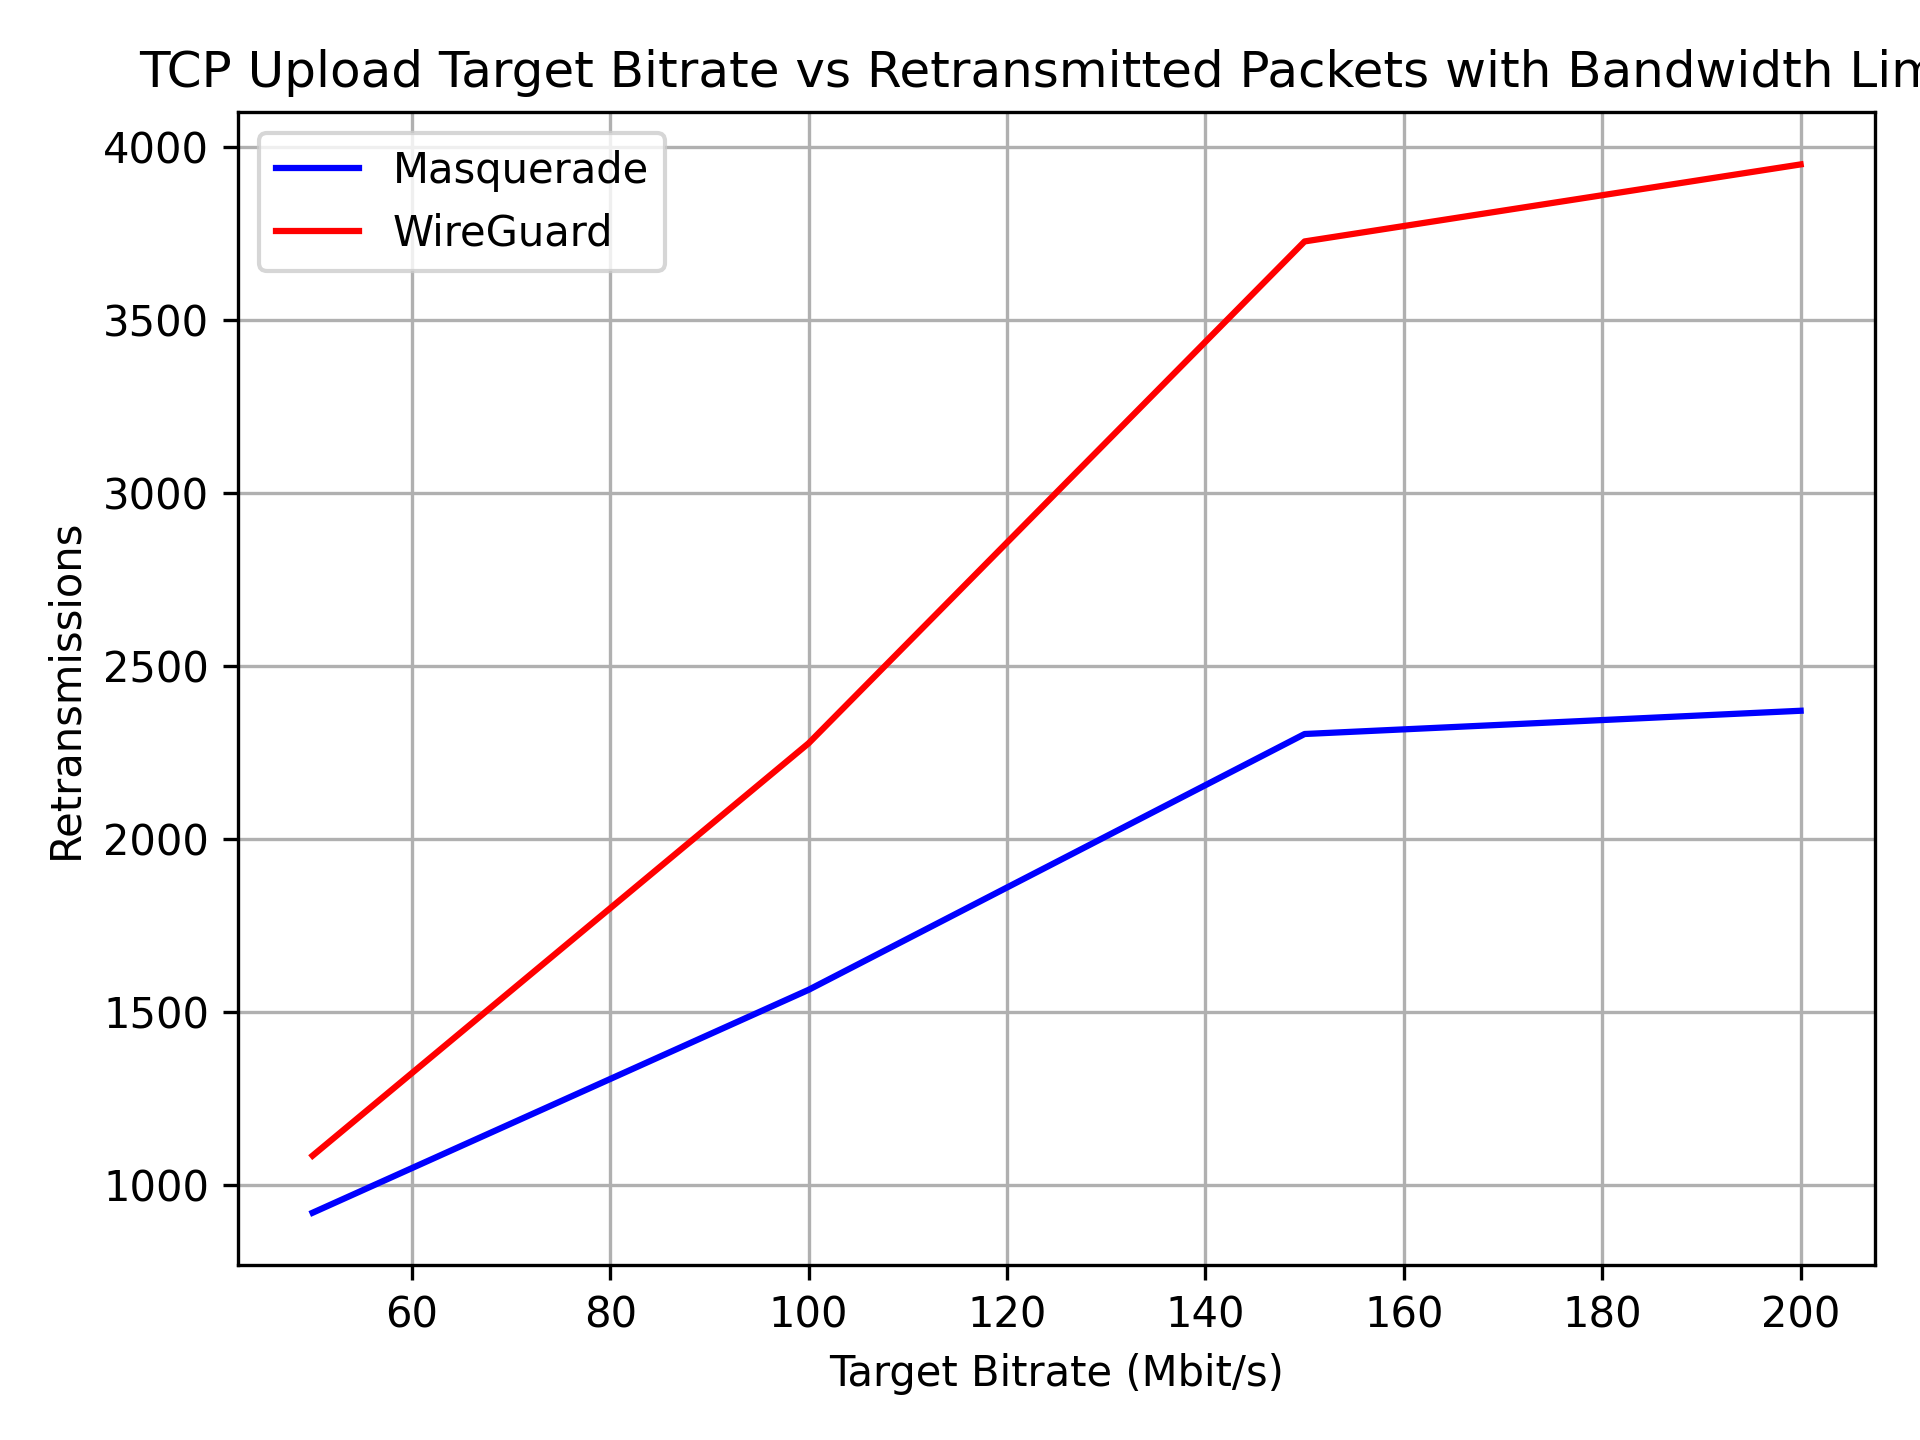 TCP Upload Target Bitrate vs Retransmitted Packets with Bandwidth
Masquerade
WireGuard
4000
3500
3000
2500
2000
1500
1000
Retransmissions
60 80 100 120 140 160 180 200
Target Bitrate (Mbit/s)